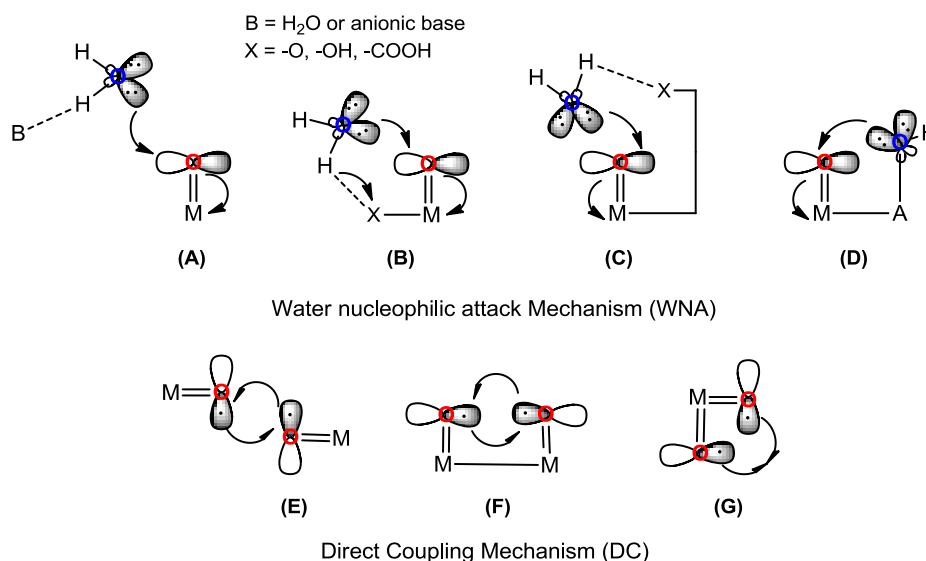 B = H₂O or anionic base
X = -O, -OH, -COOH
H
H
B
O
O
M
(A)
H
H
O
O
X
M
(B)
H
H
X
O
O
M
(C)
O
O
H
M
A
(D)
Water nucleophilic attack Mechanism (WNA)
M
O
O
M
(E)
O
O
M
M
(F)
M
O
O
(G)
Direct Coupling Mechanism (DC)